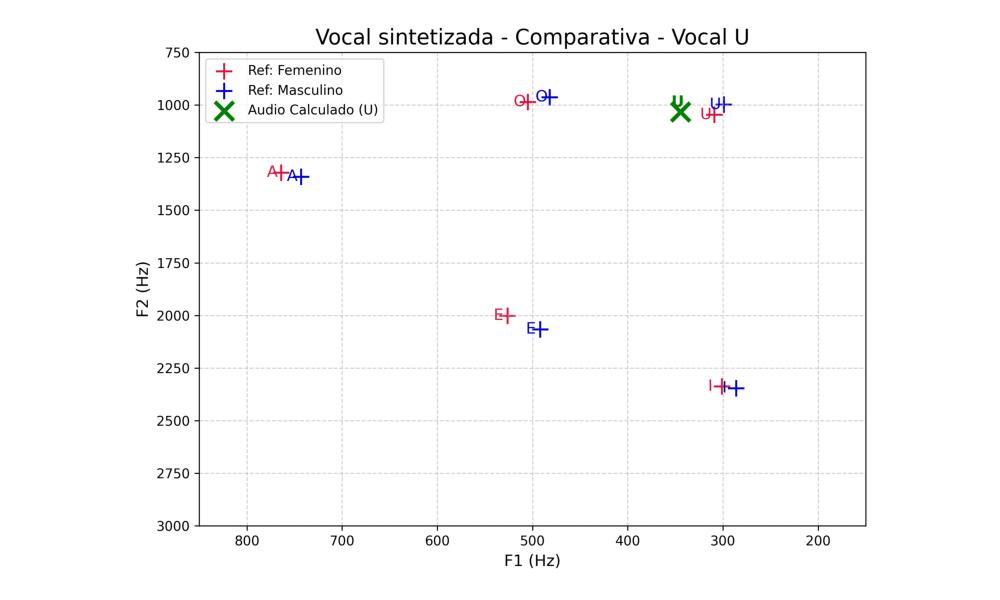 Vocal sintetizada - Comparativa - Vocal U
Ref: Femenino
Ref: Masculino
Audio Calculado (U)
750
1000
1250
1500
1750
2000
2250
2500
2750
3000
F2 (Hz)
O O U U U
A A
E E
I I
800 700 600 500 400 300 200
F1 (Hz)